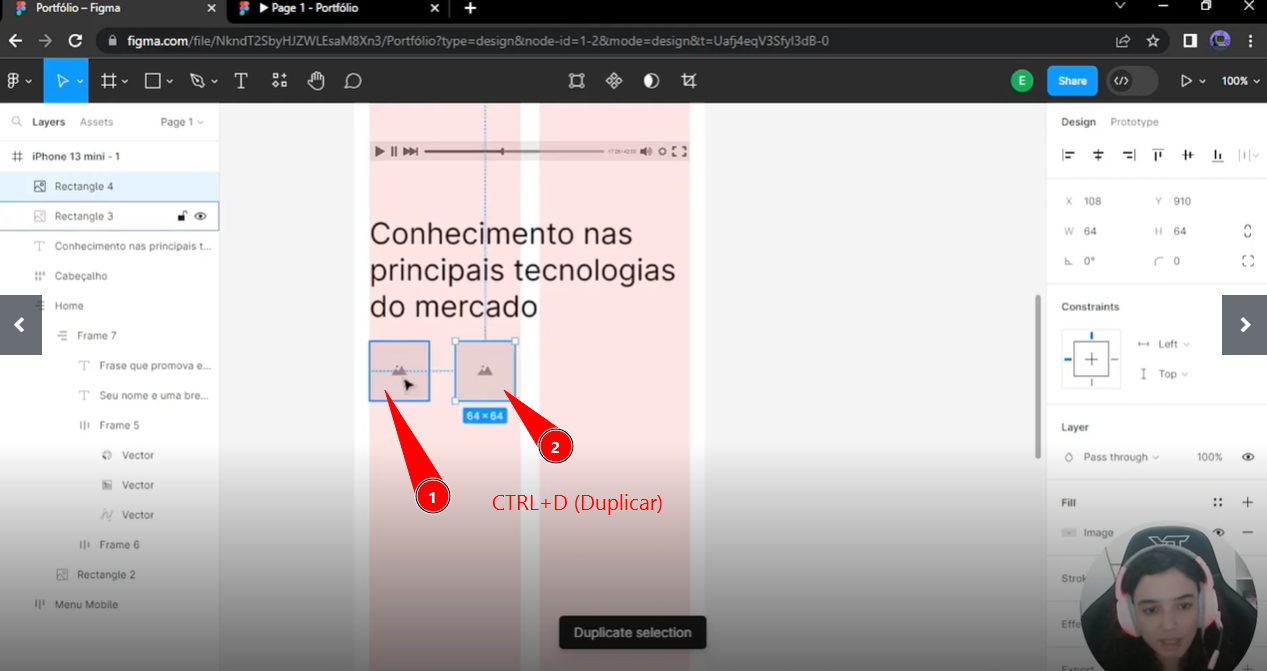 Portfólio – Figma
Page 1 - Portfólio
figma.com/file/NkndT2SbyHJZWLEsaM8Xn3/Portfólio?type=design&node-id=1-2&mode=design&t=Uafj4eqV3SfyI3dB-0
E
Share
100%
Layers
Assets
Page 1
Design
Prototype
iPhone 13 mini - 1
Rectangle 4
Rectangle 3
Conhecimento nas principais t...
Cabeçalho
Home
Frame 7
Frase que promova e...
Seu nome e uma bre...
Frame 5
Vector
Vector
Vector
Frame 6
Rectangle 2
Menu Mobile
Conhecimento nas
principais tecnologias
do mercado
64 × 64
1
2
CTRL+D (Duplicar)
Duplicate selection
X 108
Y 910
W 64
H 64
0°
0
Constraints
Left
Top
Layer
Pass through
100%
Fill
Image
Export